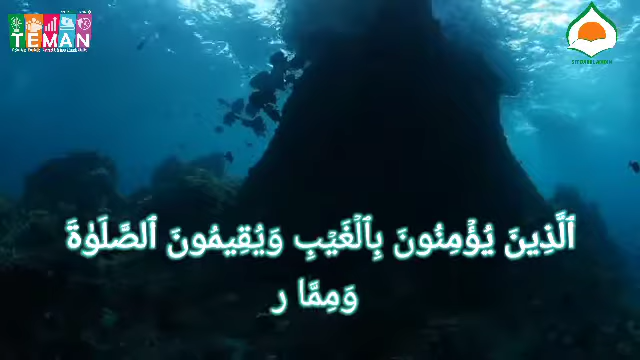 TEMAN
ٱلَّذِينَ يُؤۡمِنُونَ بِٱلۡغَيۡبِ وَيُقِيمُونَ ٱلصَّلَوٰةَ
وَمِمَّا ر